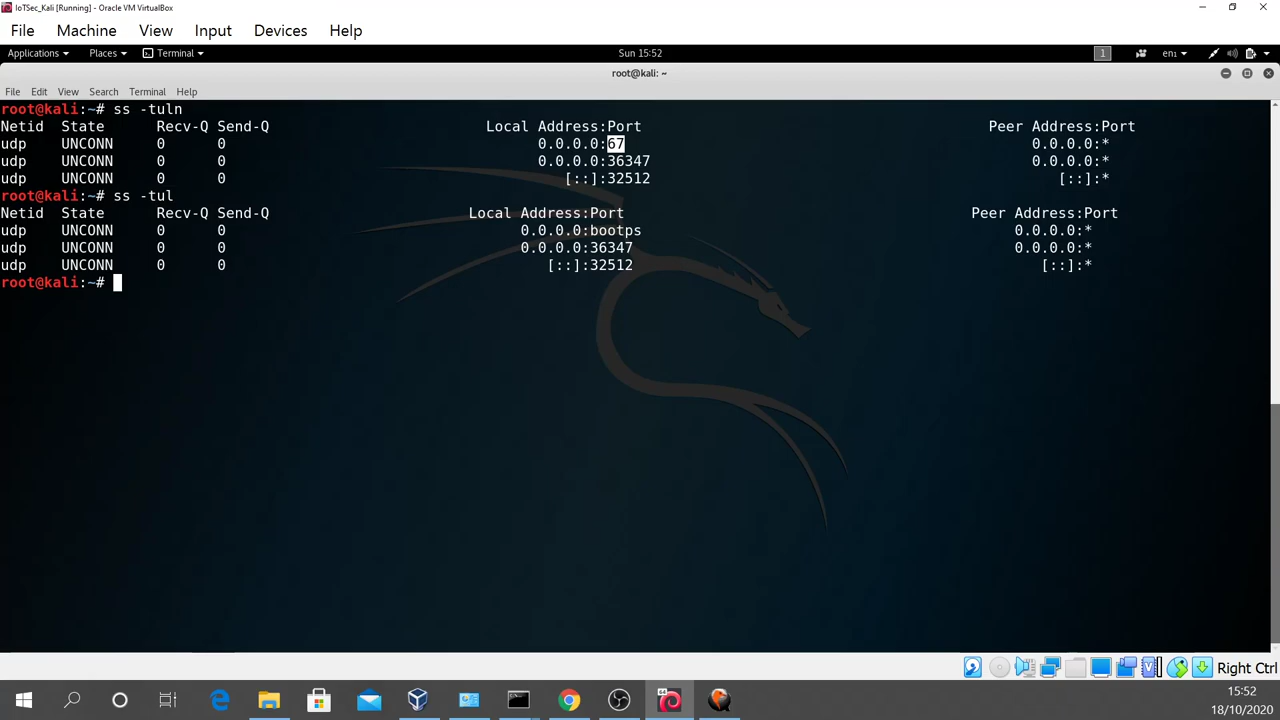 IoTSec_Kali [Running] - Oracle VM VirtualBox
File Machine View Input Devices Help
Applications Places Terminal Sun 15:52 1 en1
root@kali: ~
File Edit View Search Terminal Help
root@kali:~# ss -tuln
Netid State Recv-Q Send-Q Local Address:Port Peer Address:Port
udp UNCONN 0 0 0.0.0.0:67 0.0.0.0:*
udp UNCONN 0 0 0.0.0.0:36347 0.0.0.0:*
udp UNCONN 0 0 [::]:32512 [::]:*
root@kali:~# ss -tul
Netid State Recv-Q Send-Q Local Address:Port Peer Address:Port
udp UNCONN 0 0 0.0.0.0:bootps 0.0.0.0:*
udp UNCONN 0 0 0.0.0.0:36347 0.0.0.0:*
udp UNCONN 0 0 [::]:32512 [::]:*
root@kali:~#
Right Ctrl
15:52
18/10/2020